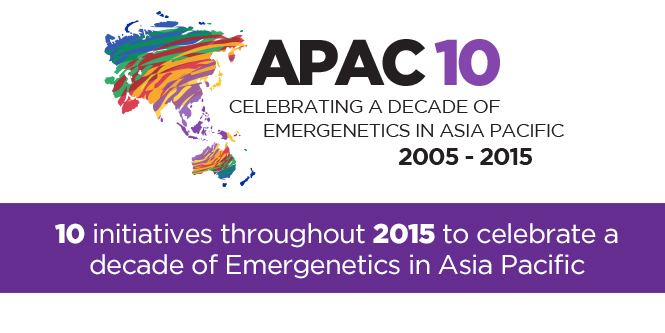 APAC 10
CELEBRATING A DECADE OF
EMERGENETICS IN ASIA PACIFIC
2005 - 2015
10 initiatives throughout 2015 to celebrate a
decade of Emergenetics in Asia Pacific